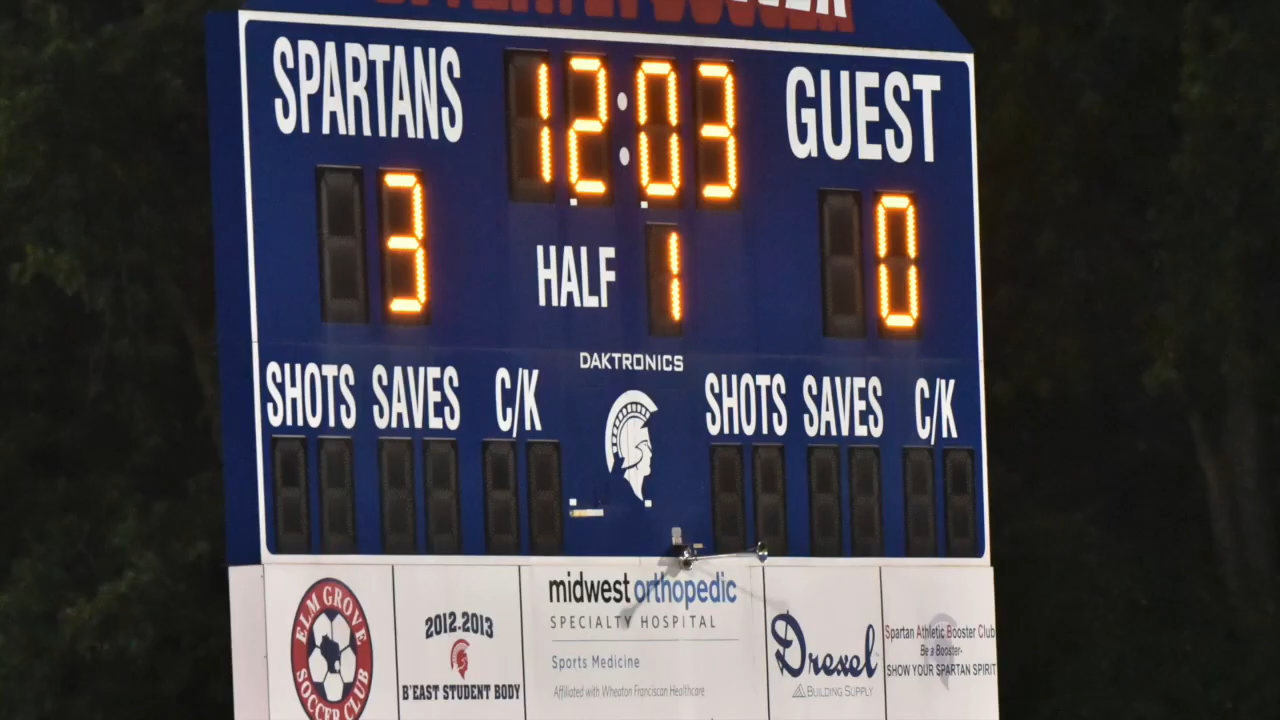 SPARTANS
12:03
GUEST
3
HALF 1
0
DAKTRONICS
SHOTS SAVES C/K
SHOTS SAVES C/K
ELM GROVE
SOCCER CLUB
2012-2013
B'EAST STUDENT BODY
midwest orthopedic
SPECIALTY HOSPITAL
Sports Medicine
Affiliated with Wheaton Franciscan Healthcare
Drexel
BUILDING SUPPLY
Spartan Athletic Booster Club
Be a Booster-
SHOW YOUR SPARTAN SPIRIT